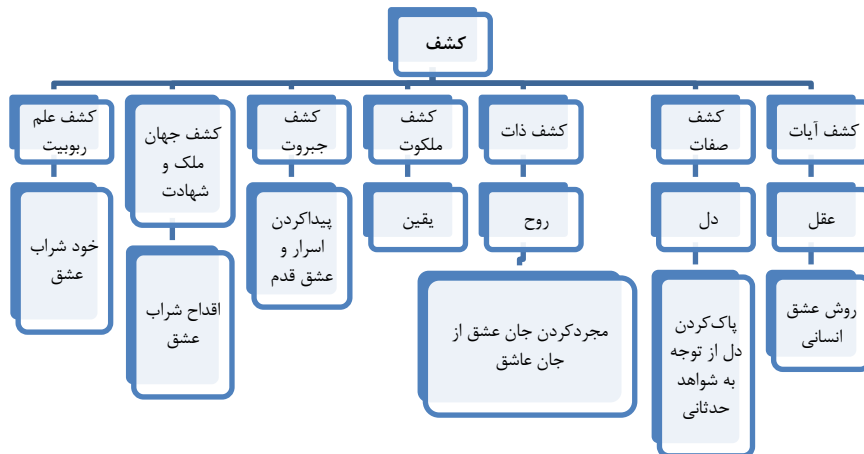 کشف
کشف آیات
عقل
روش عشق
انسانی
کشف
صفات
دل
پاک‌کردن
دل از توجه
به شواهد
حدثانی
کشف ذات
روح
مجردکردن جان عشق از
جان عاشق
کشف
ملکوت
یقین
کشف
جبروت
پیداکردن
اسرار و
عشق قدم
کشف جهان
ملک و
شهادت
اقداح شراب
عشق
کشف علم
ربوبیت
خود شراب
عشق